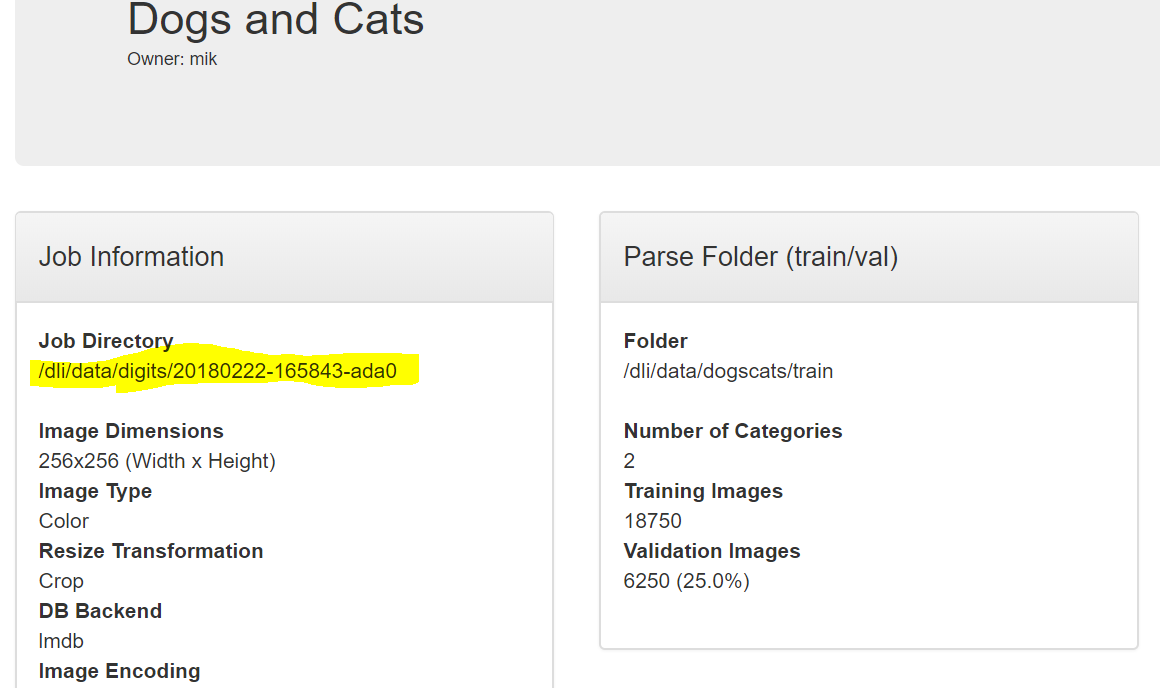 Dogs and Cats
Owner: mik
Job Information
Job Directory
/dli/data/digits/20180222-165843-ada0
Image Dimensions
256x256 (Width x Height)
Image Type
Color
Resize Transformation
Crop
DB Backend
lmdb
Image Encoding
Parse Folder (train/val)
Folder
/dli/data/dogscats/train
Number of Categories
2
Training Images
18750
Validation Images
6250 (25.0%)